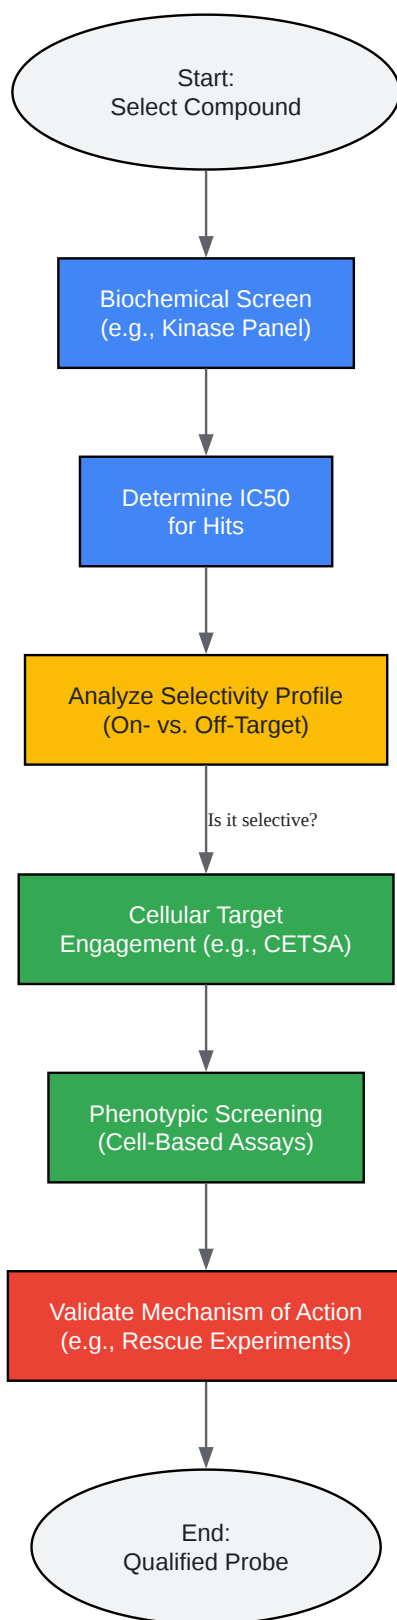 Start:
Select Compound
Biochemical Screen
(e.g., Kinase Panel)
Determine IC50
for Hits
Analyze Selectivity Profile
(On- vs. Off-Target)
Is it selective?
Cellular Target
Engagement (e.g., CETSA)
Phenotypic Screening
(Cell-Based Assays)
Validate Mechanism of Action
(e.g., Rescue Experiments)
End:
Qualified Probe